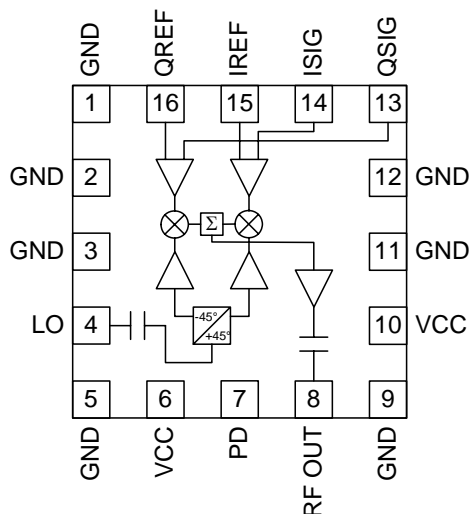 GND QREF IREF ISIG QSIG
1 16 15 14 13
GND 2 12 GND
Σ
GND 3 11 GND
-45°
+45°
LO 4 10 VCC
5 6 7 8 9
GND VCC PD RF OUT GND